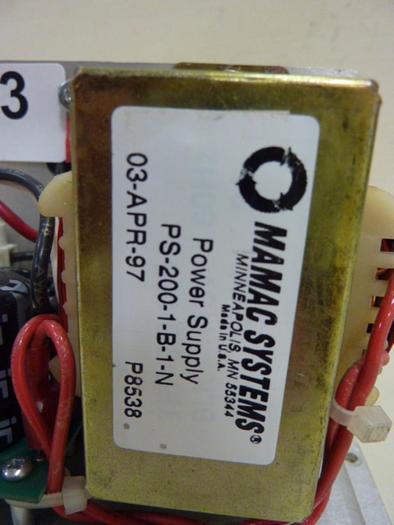 3
MAMAC SYSTEMS®
MINNEAPOLIS, MN 55344
Made in U.S.A.
Power Supply
PS-200-1-B-1-N
03-APR-97 P8538